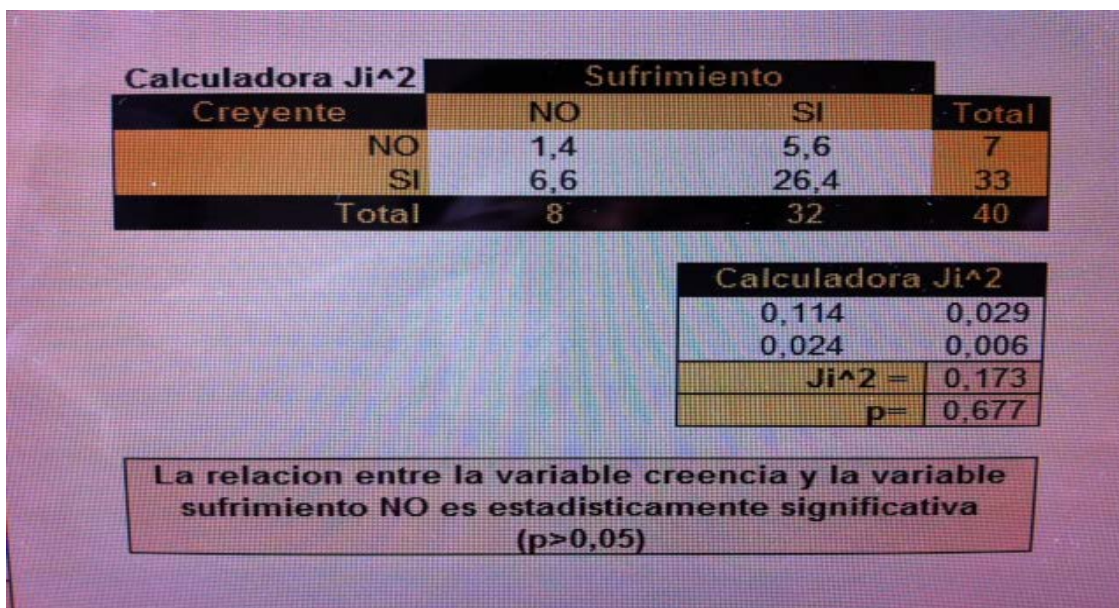 Calculadora Ji^2 Sufrimiento
Creyente NO SI Total
NO 1,4 5,6 7
SI 6,6 26,4 33
Total 8 32 40
Calculadora Ji^2
0,114 0,029
0,024 0,006
Ji^2 = 0,173
p= 0,677
La relacion entre la variable creencia y la variable
sufrimiento NO es estadisticamente significativa
(p>0,05)